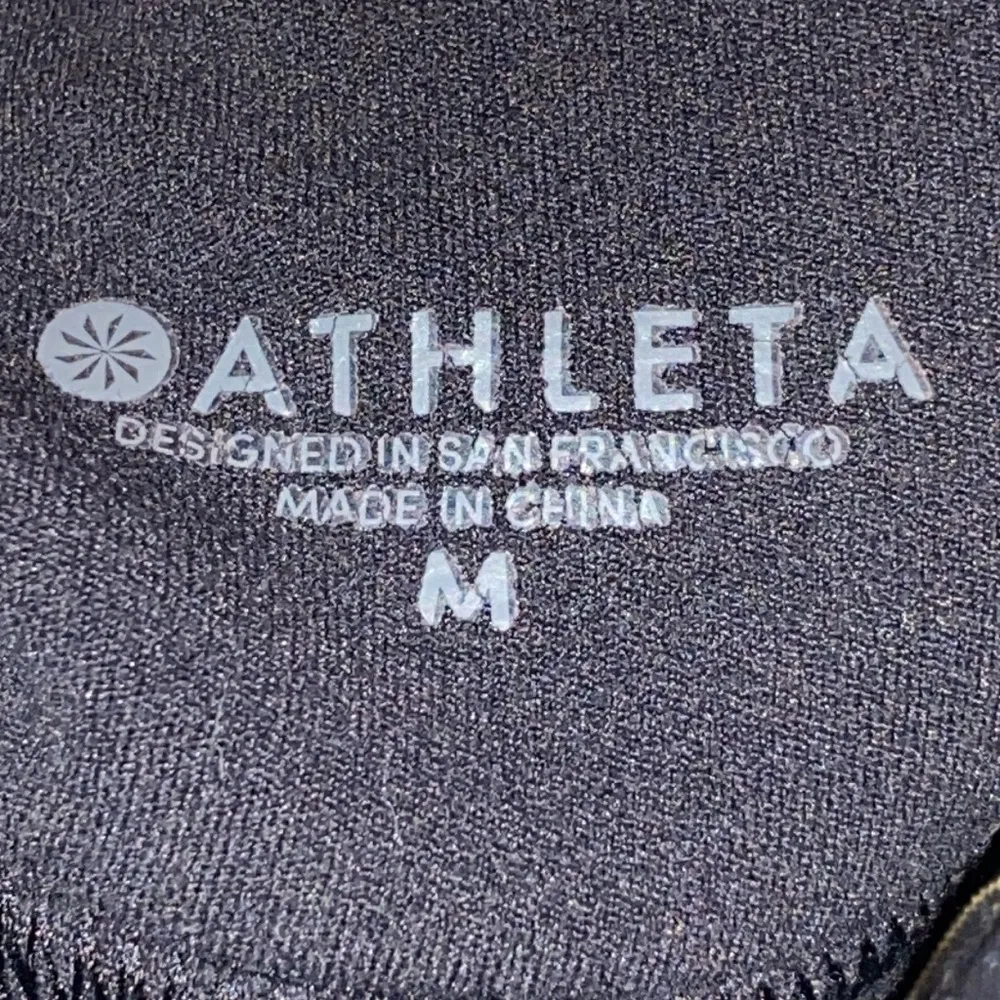 ATHLETA
DESIGNED IN SAN FRANCISCO
MADE IN CHINA
M